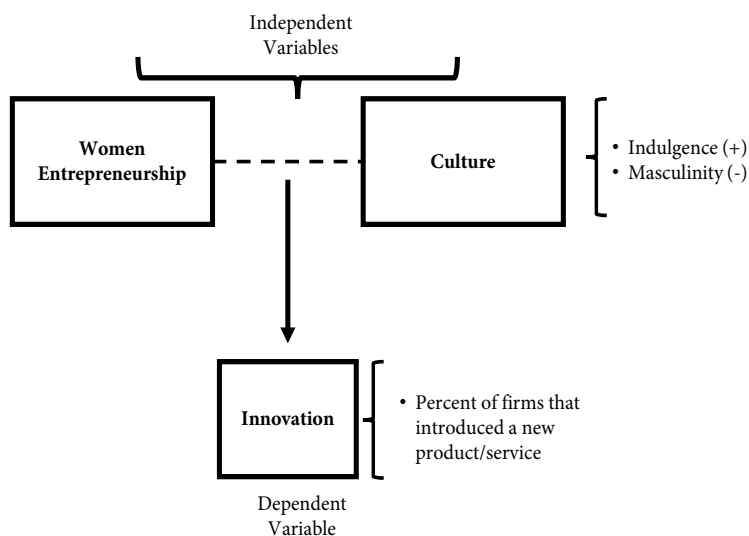 Independent
Variables
Women
Entrepreneurship
Culture
• Indulgence (+)
• Masculinity (-)
Innovation
• Percent of firms that
introduced a new
product/service
Dependent
Variable